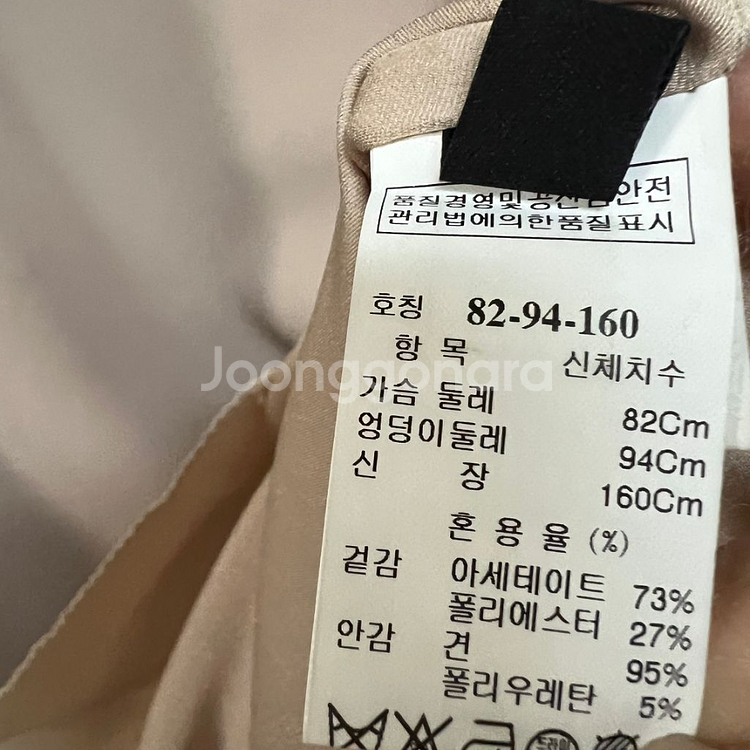 품질경영및공산품안전
관리법에의한품질표시
호칭 82-94-160
항 목 신체치수
가슴 둘레 82Cm
엉덩이둘레 94Cm
신 장 160Cm
혼 용 율 (%)
겉감 아세테이트 73%
폴리에스터 27%
안감 견 95%
폴리우레탄 5%
Joonggonara